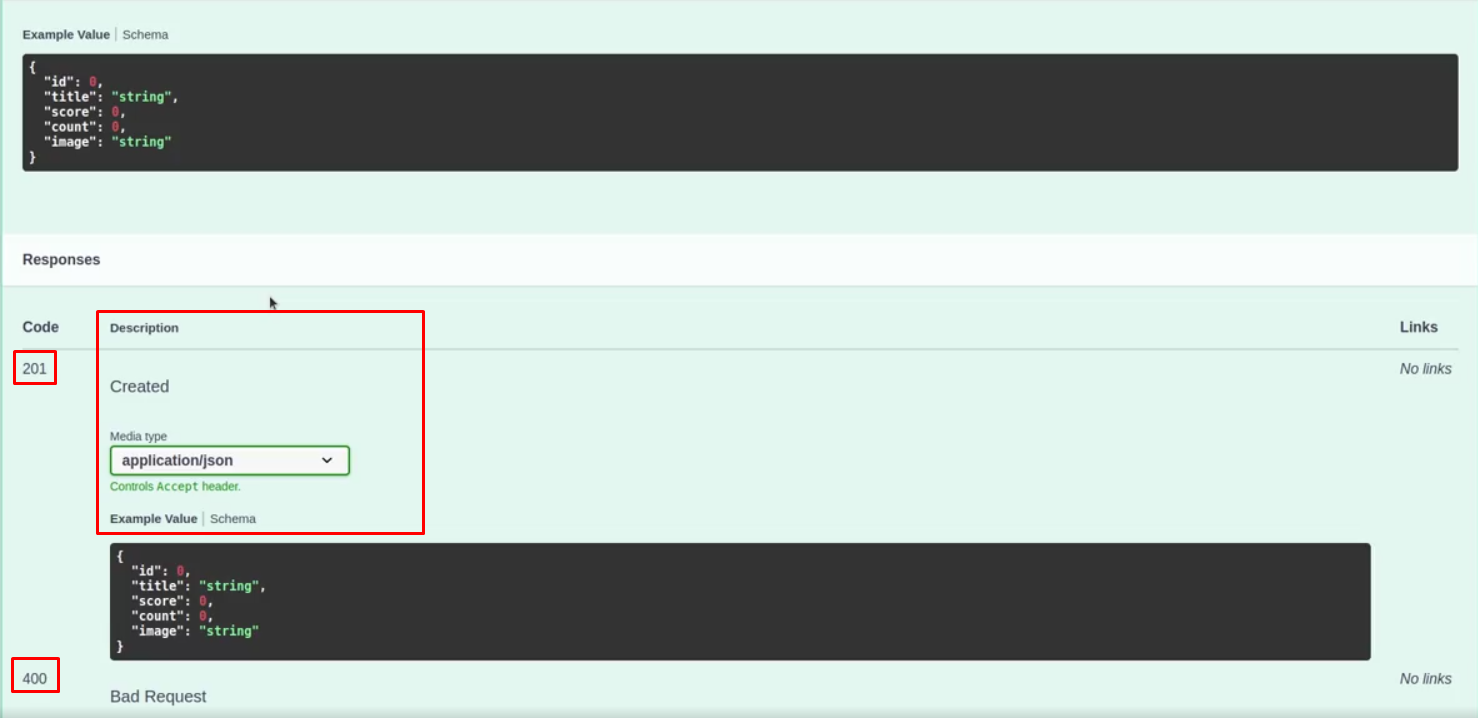 Example Value | Schema
{
"id": 0,
"title": "string",
"score": 0,
"count": 0,
"image": "string"
}
Responses
Code Description Links
201 No links
Created
Media type
application/json
Controls Accept header.
Example Value | Schema
{
"id": 0,
"title": "string",
"score": 0,
"count": 0,
"image": "string"
}
400 No links
Bad Request